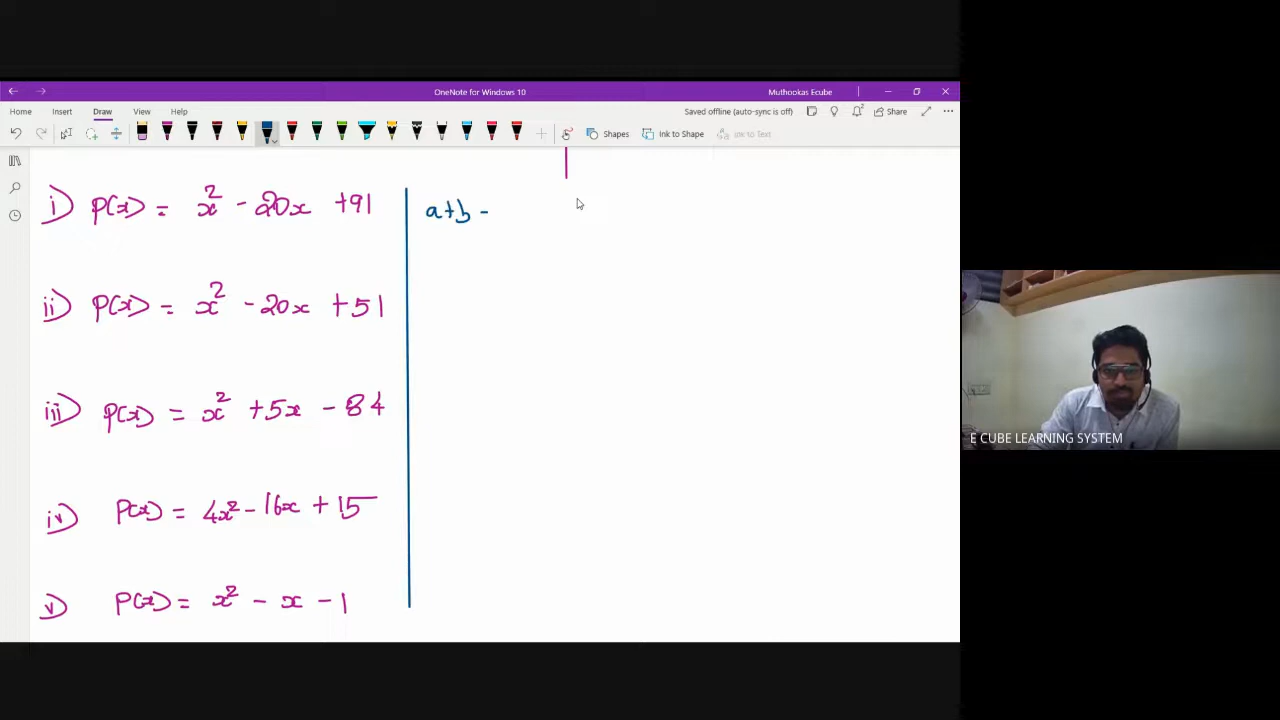 OneNote for Windows 10
Muthookas Ecube
Home Insert Draw View Help
Saved offline (auto-sync is off)
Share
Shapes
Ink to Shape
Ink to Text
i) P(x) = x² - 20x + 91
a+b -
ii) P(x) = x² - 20x + 51
iii) P(x) = x² + 5x - 84
iv) P(x) = 4x² - 16x + 15
v) P(x) = x² - x - 1
E CUBE LEARNING SYSTEM